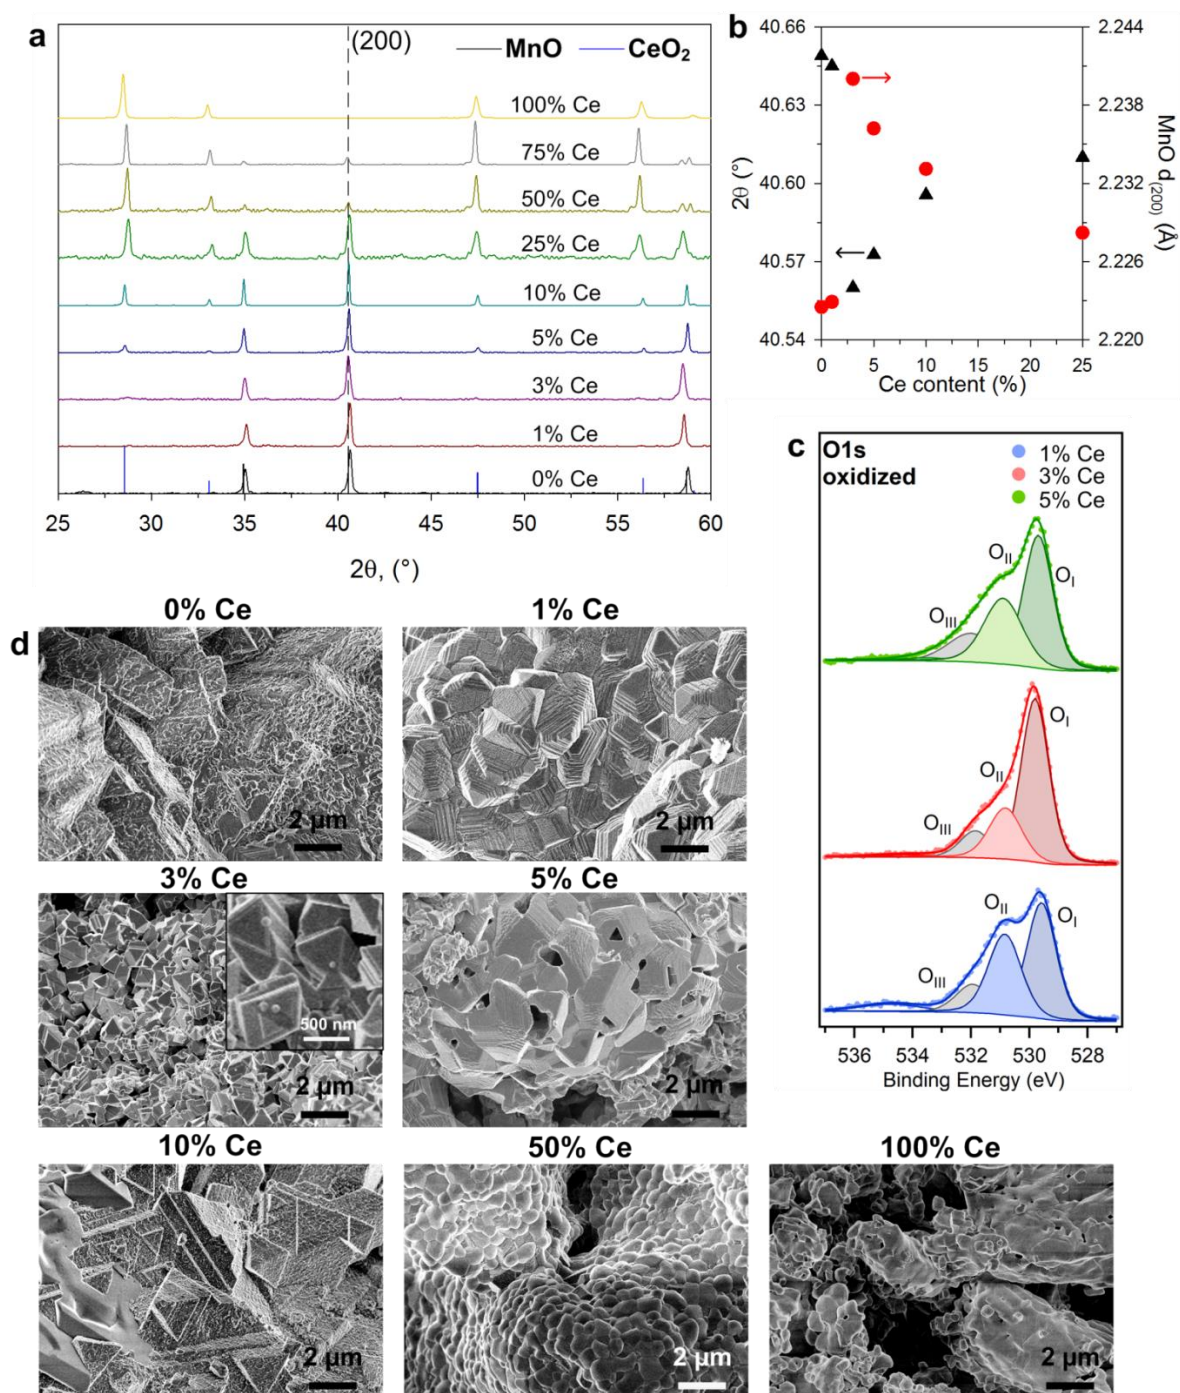 a
(200)
MnO
CeO₂
100% Ce
75% Ce
50% Ce
25% Ce
10% Ce
5% Ce
3% Ce
1% Ce
0% Ce
25 30 35 40 45 50 55 60
2θ, (°)
b
40.66
40.63
40.60
40.57
40.54
2θ (°)
2.244
2.238
2.232
2.226
2.220
MnO d(200) (Å)
0 5 10 15 20 25
Ce content (%)
c
O1s
oxidized
1% Ce
3% Ce
5% Ce
OIII
OII
OI
OIII
OII
OI
OIII
OII
OI
536 534 532 530 528
Binding Energy (eV)
d
0% Ce
2 µm
1% Ce
2 µm
3% Ce
500 nm
2 µm
5% Ce
2 µm
10% Ce
2 µm
50% Ce
2 µm
100% Ce
2 µm